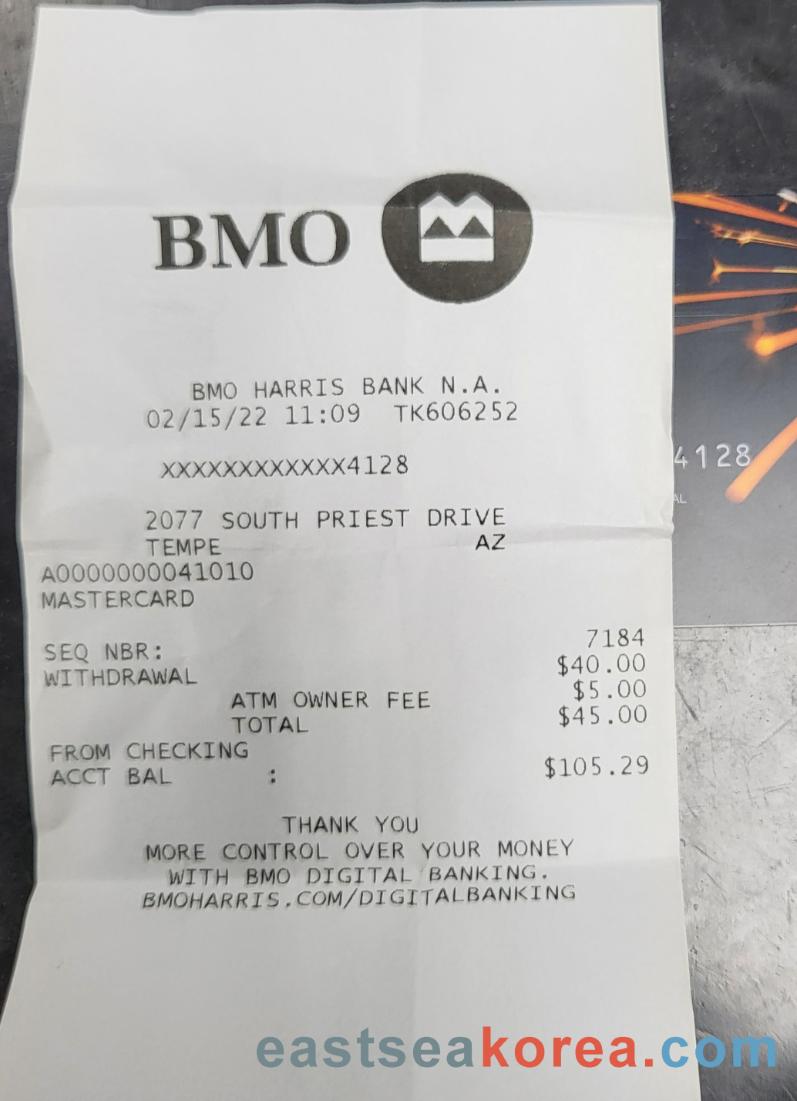 BMO
BMO HARRIS BANK N.A.
02/15/22 11:09 TK606252
XXXXXXXXXXXX4128
2077 SOUTH PRIEST DRIVE
TEMPE AZ
A0000000041010
MASTERCARD
SEQ NBR: 7184
WITHDRAWAL $40.00
ATM OWNER FEE $5.00
TOTAL $45.00
FROM CHECKING
ACCT BAL : $105.29
THANK YOU
MORE CONTROL OVER YOUR MONEY
WITH BMO DIGITAL BANKING.
BMOHARRIS.COM/DIGITALBANKING
4128
AL
eastseakorea.com